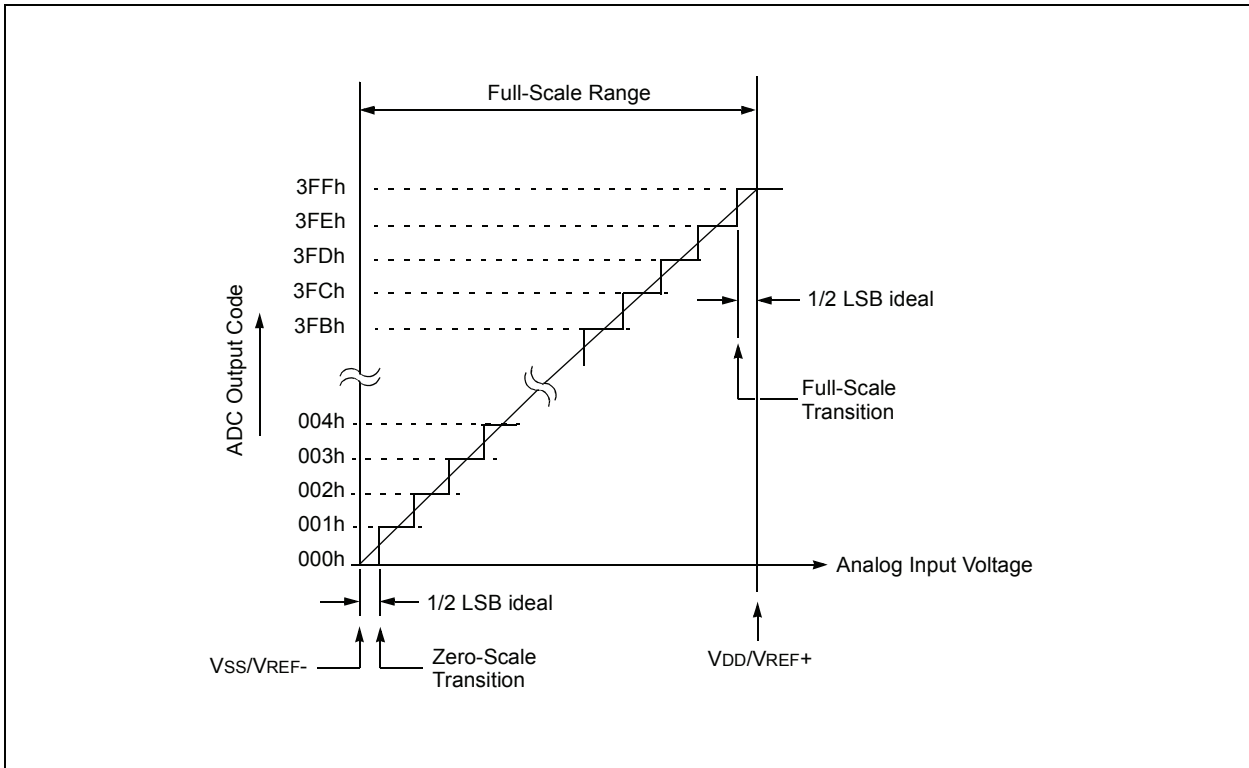 Full-Scale Range
3FFh
3FEh
3FDh
3FCh
3FBh
1/2 LSB ideal
ADC Output Code
Full-Scale
Transition
004h
003h
002h
001h
000h
Analog Input Voltage
1/2 LSB ideal
VSS/VREF-
Zero-Scale
Transition
VDD/VREF+